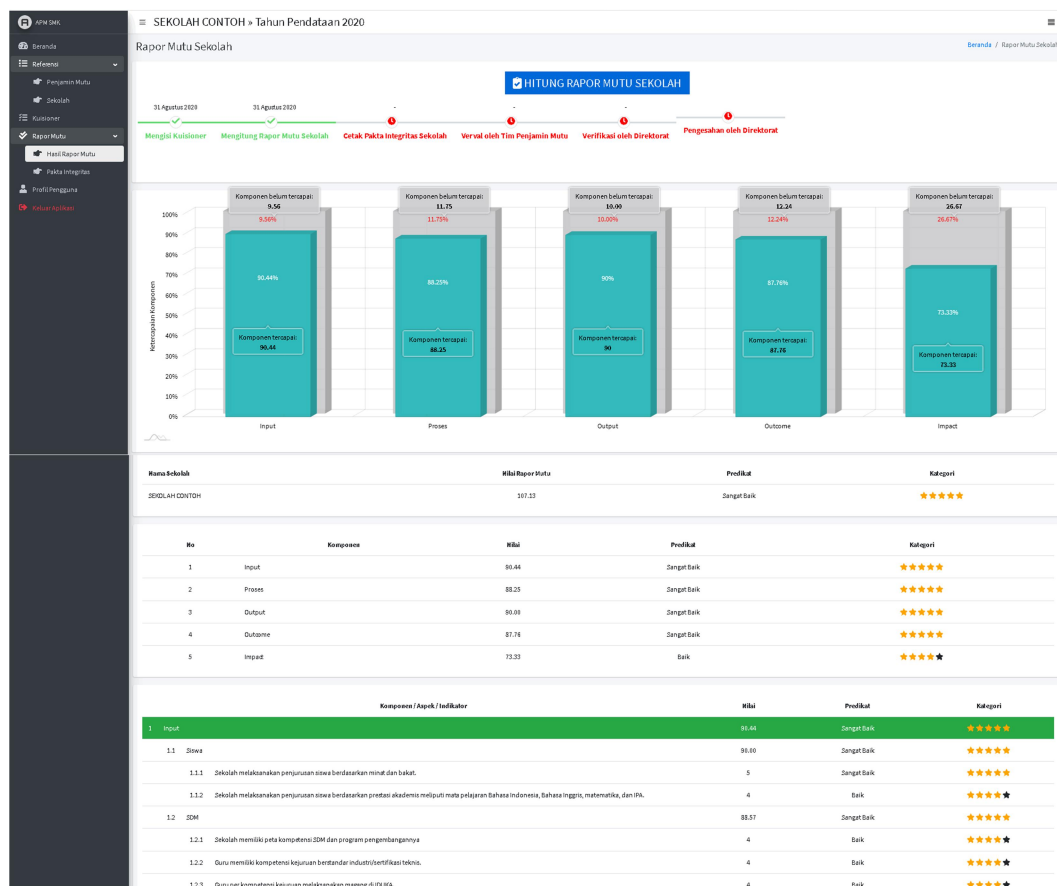 APM SMK
SEKOLAH CONTOH » Tahun Pendataan 2020
Beranda
Referensi
Penjamin Mutu
Sekolah
Kuisioner
Rapor Mutu
Hasil Rapor Mutu
Pakta Integritas
Profil Pengguna
Keluar Aplikasi
Rapor Mutu Sekolah
Beranda / Rapor Mutu Sekolah
HITUNG RAPOR MUTU SEKOLAH
31 Agustus 2020 31 Agustus 2020 - - -
Mengisi Kuisioner Mengitung Rapor Mutu Sekolah Cetak Pakta Integritas Sekolah Verval oleh Tim Penjamin Mutu Verifikasi oleh Direktorat Pengesahan oleh Direktorat
Komponen belum tercapai: Komponen belum tercapai: Komponen belum tercapai: Komponen belum tercapai: Komponen belum tercapai:
9.56 11.75 10.00 12.24 26.67
9.56% 11.75% 10.00% 12.24% 26.67%
90.44% 88.25% 90% 87.76% 73.33%
Komponen tercapai: Komponen tercapai: Komponen tercapai: Komponen tercapai: Komponen tercapai:
90.44 88.25 90 87.76 73.33
Ketercapaian Komponen
100%
90%
80%
70%
60%
50%
40%
30%
20%
10%
0%
Input Proses Output Outcome Impact
Nama Sekolah Nilai Rapor Mutu Predikat Kategori
SEKOLAH CONTOH 107.13 Sangat Baik
No Komponen Nilai Predikat Kategori
1 Input 90.44 Sangat Baik
2 Proses 88.25 Sangat Baik
3 Output 90.00 Sangat Baik
4 Outcome 87.76 Sangat Baik
5 Impact 73.33 Baik
Komponen / Aspek / Indikator Nilai Predikat Kategori
1 Input 90.44 Sangat Baik
1.1 Siswa 90.00 Sangat Baik
1.1.1 Sekolah melaksanakan penjurusan siswa berdasarkan minat dan bakat. 5 Sangat Baik
1.1.2 Sekolah melaksanakan penjurusan siswa berdasarkan prestasi akademis meliputi mata pelajaran Bahasa Indonesia, Bahasa Inggris, matematika, dan IPA. 4 Baik
1.2 SDM 88.57 Sangat Baik
1.2.1 Sekolah memiliki peta kompetensi SDM dan program pengembangannya 4 Baik
1.2.2 Guru memiliki kompetensi kejuruan berstandar industri/sertifikasi teknis. 4 Baik
1.2.3 Guru per kompetensi kejuruan melaksanakan magang di IDUKA. 4 Baik